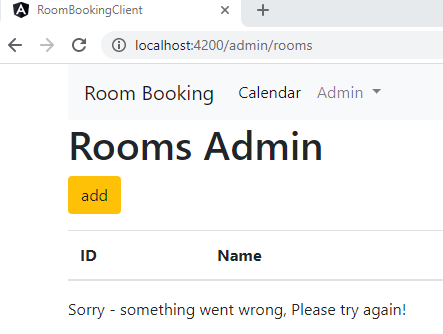 RoomBookingClient
localhost:4200/admin/rooms
Room Booking Calendar Admin
Rooms Admin
add
ID Name
Sorry - something went wrong, Please try again!